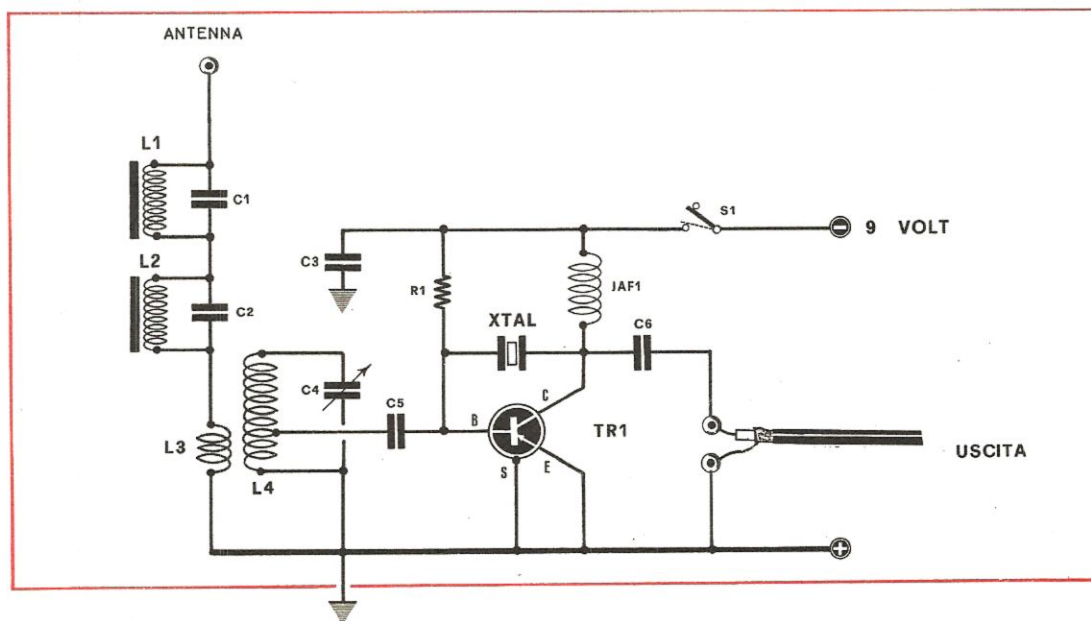 ANTENNA
L1
C1
L2
C2
L3
L4
C3
C4
C5
R1
XTAL
JAF1
C6
S1
− 9 VOLT
B
C
E
S
TR1
USCITA
+